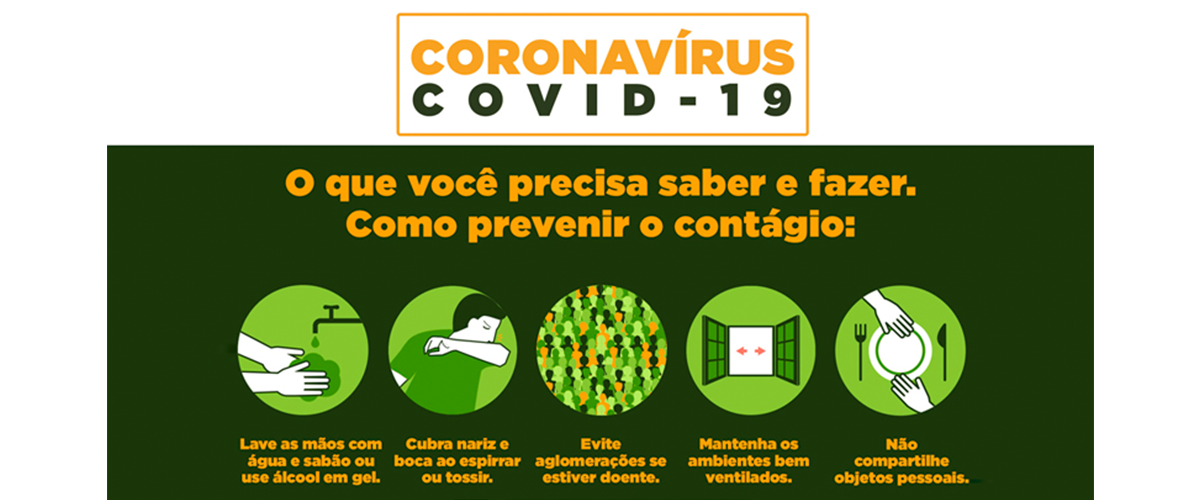 CORONAVÍRUS
COVID-19
O que você precisa saber e fazer.
Como prevenir o contágio:
Lave as mãos com
água e sabão ou
use álcool em gel.
Cubra nariz e
boca ao espirrar
ou tossir.
Evite
aglomerações se
estiver doente.
Mantenha os
ambientes bem
ventilados.
Não
compartilhe
objetos pessoais.